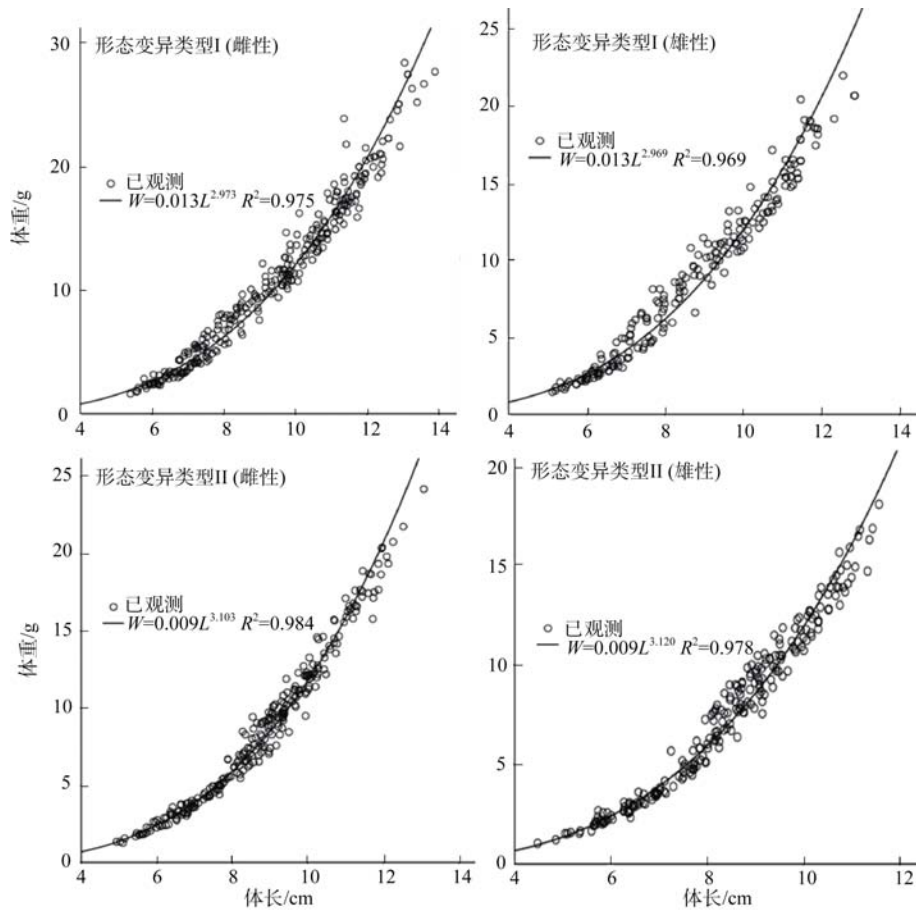 形态变异类型I (雌性)
已观测
W=0.013L^2.973 R^2=0.975
体重/g
30
20
10
0
4 6 8 10 12 14
形态变异类型I (雄性)
已观测
W=0.013L^2.969 R^2=0.969
25
20
15
10
5
0
4 6 8 10 12 14
形态变异类型II (雌性)
已观测
W=0.009L^3.103 R^2=0.984
体重/g
25
20
15
10
5
0
4 6 8 10 12 14
体长/cm
形态变异类型II (雄性)
已观测
W=0.009L^3.120 R^2=0.978
20
15
10
5
0
4 6 8 10 12
体长/cm